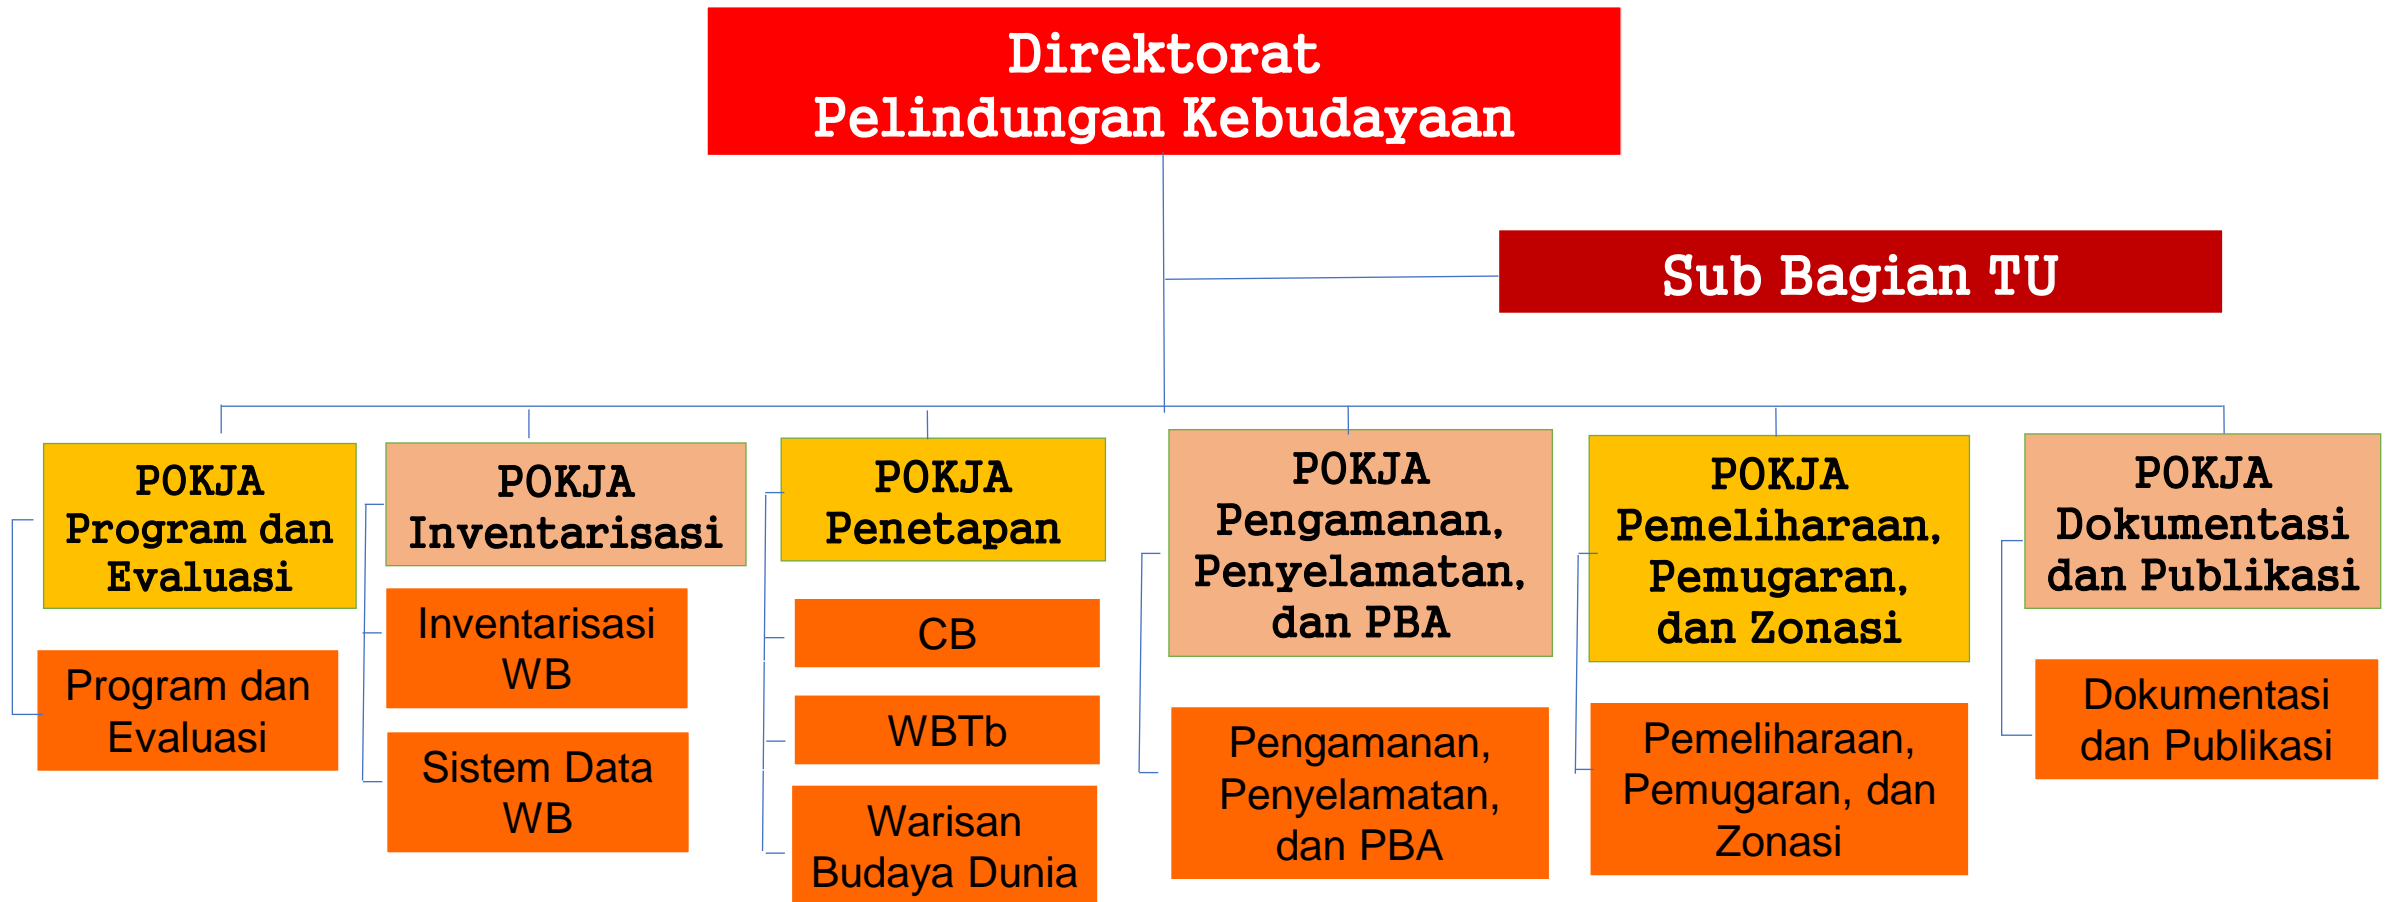 Direktorat
Pelindungan Kebudayaan
Sub Bagian TU
POKJA
Program dan
Evaluasi
Program dan
Evaluasi
POKJA
Inventarisasi
Inventarisasi
WB
Sistem Data
WB
POKJA
Penetapan
CB
WBTb
Warisan
Budaya Dunia
POKJA
Pengamanan,
Penyelamatan,
dan PBA
Pengamanan,
Penyelamatan,
dan PBA
POKJA
Pemeliharaan,
Pemugaran,
dan Zonasi
Pemeliharaan,
Pemugaran, dan
Zonasi
POKJA
Dokumentasi
dan Publikasi
Dokumentasi
dan Publikasi